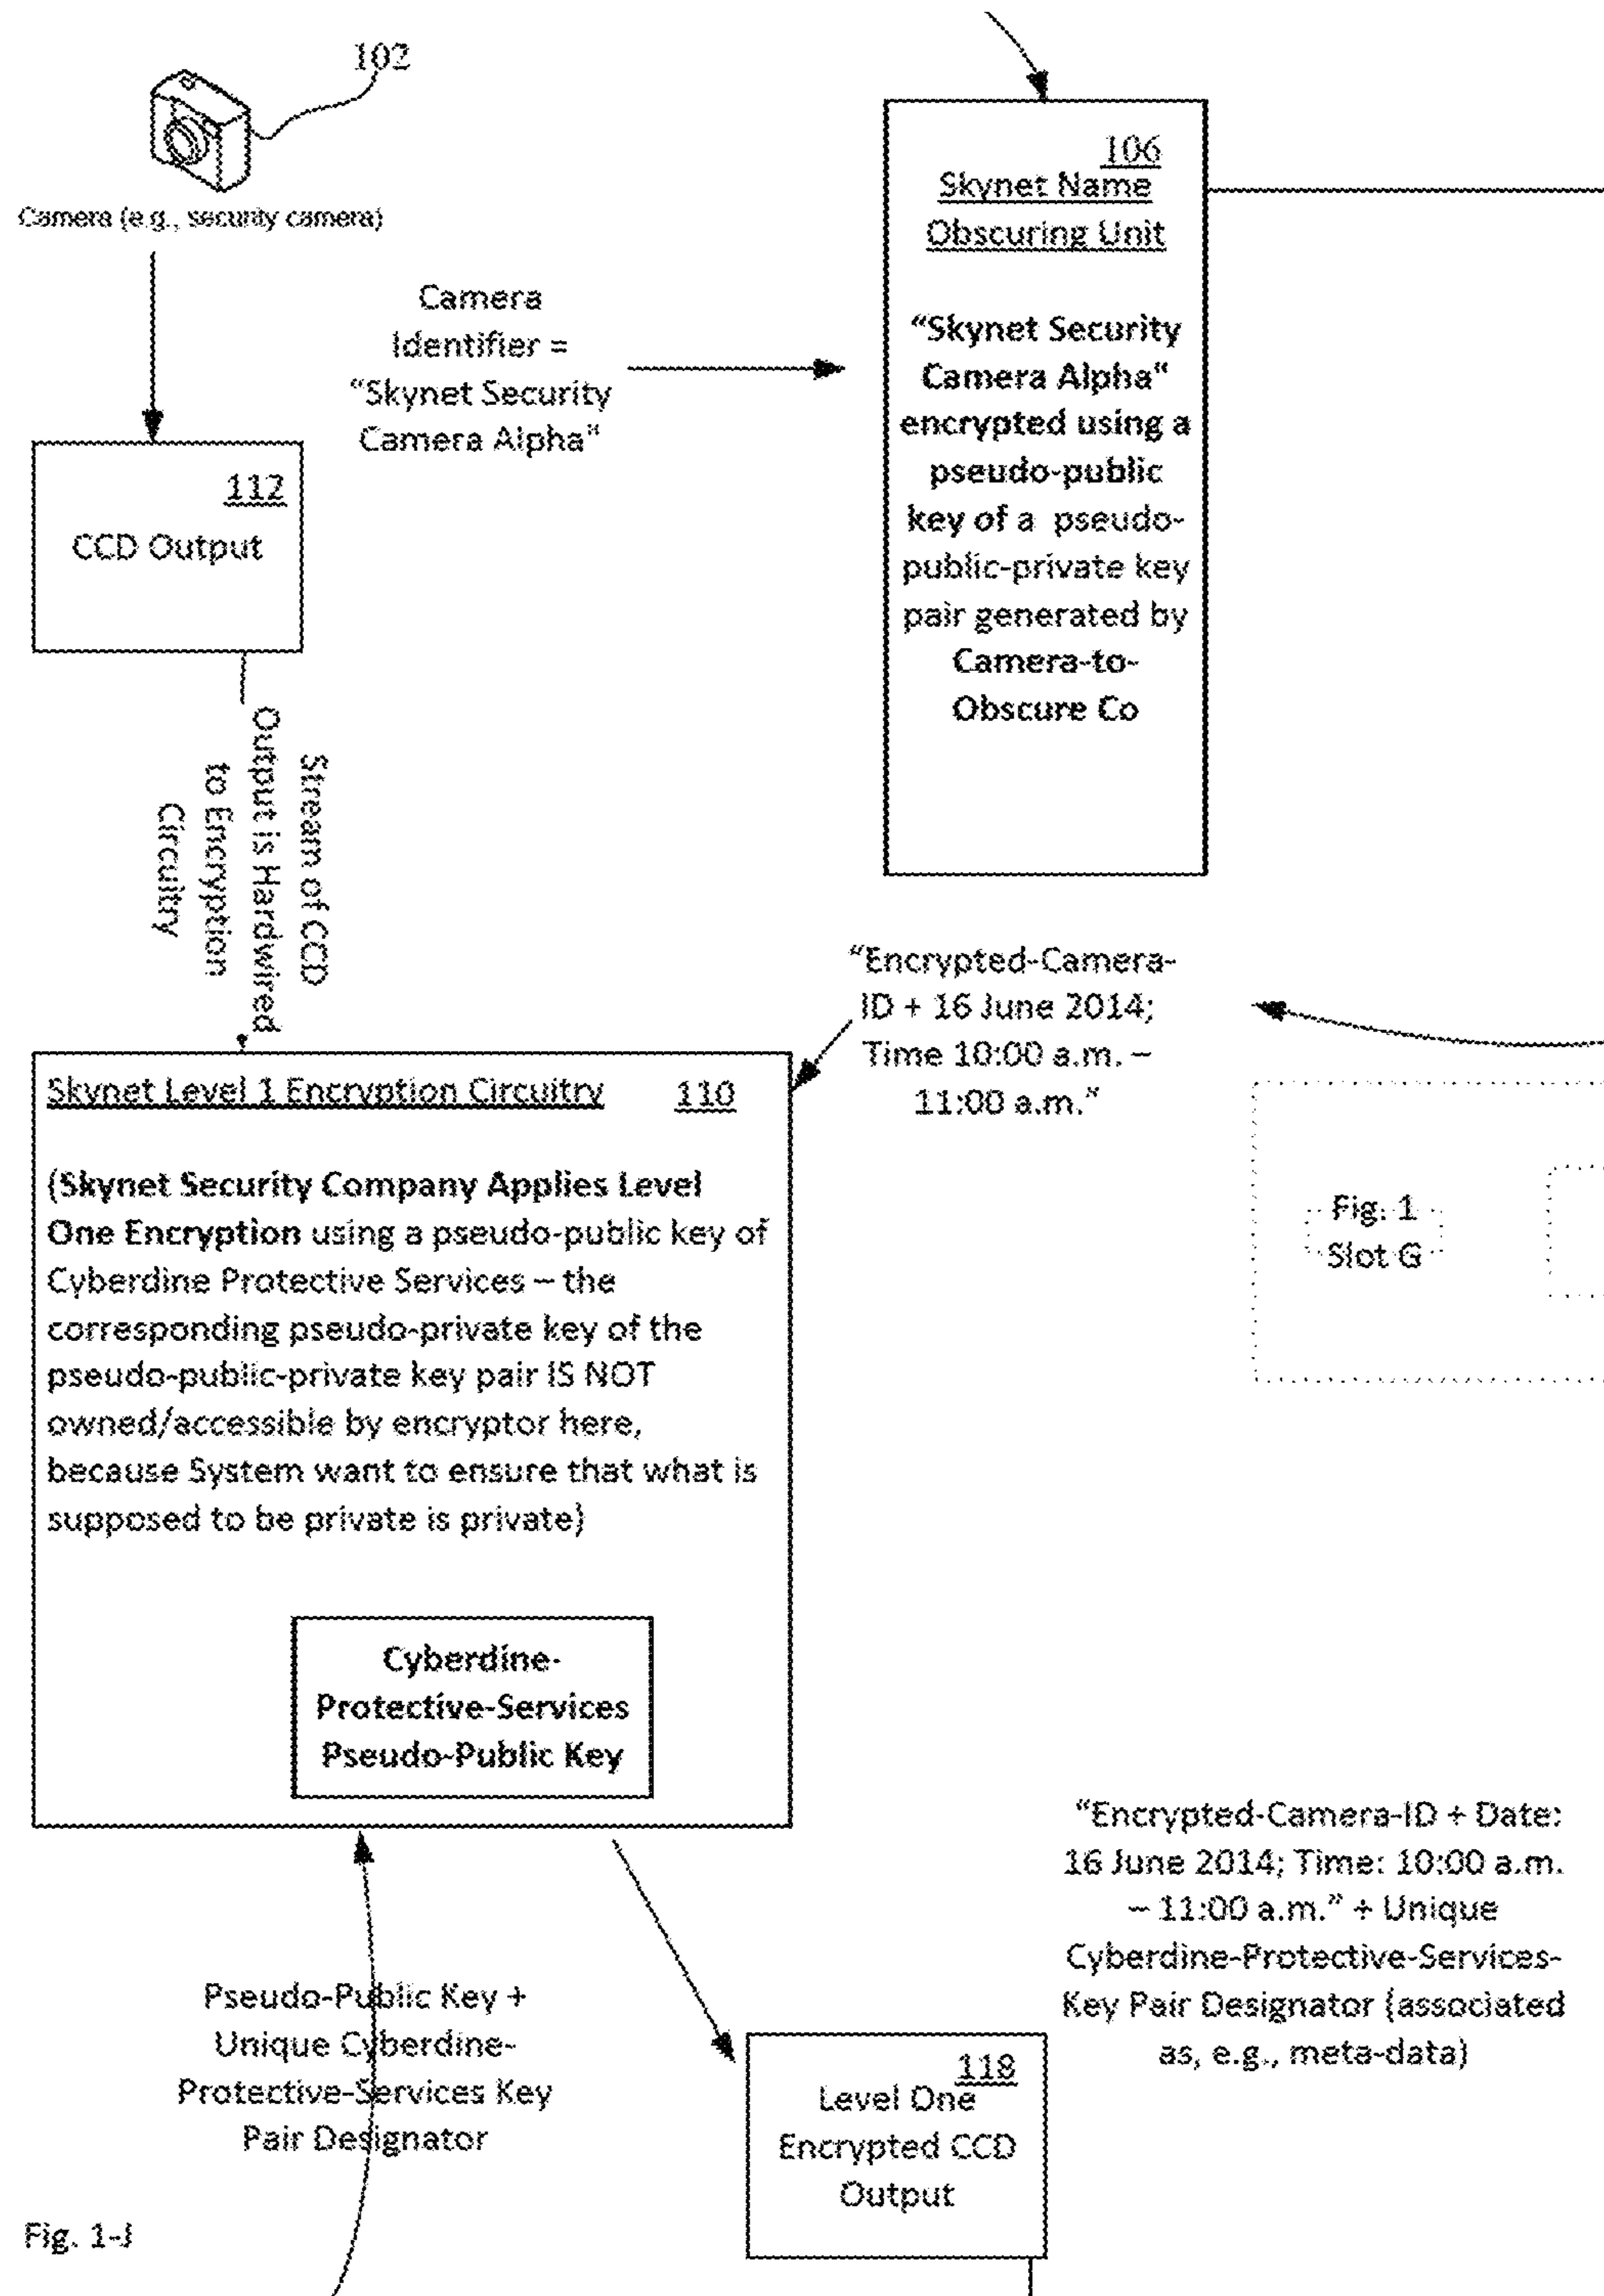 102
Camera (e.g., security camera)
Camera
Identifier =
“Skynet Security
Camera Alpha“
106
Skynet Name
Obscuring Unit
“Skynet Security
Camera Alpha“
encrypted using a
pseudo-public
key of a pseudo-
public-private key
pair generated by
Camera-to-
Obscure Co
112
CCD Output
Stream of CCD
Output is Hardwired
to Encryption
Circuitry
“Encrypted-Camera-
ID + 16 June 2014;
Time 10:00 a.m. –
11:00 a.m.”
Skynet Level 1 Encryption Circuitry 110
(Skynet Security Company Applies Level
One Encryption using a pseudo-public key of
Cyberdine Protective Services – the
corresponding pseudo-private key of the
pseudo-public-private key pair IS NOT
owned/accessible by encryptor here,
because System want to ensure that what is
supposed to be private is private)
Fig. 1
Slot G
Cyberdine-
Protective-Services
Pseudo-Public Key
“Encrypted-Camera-ID + Date:
16 June 2014; Time: 10:00 a.m.
– 11:00 a.m.” + Unique
Cyberdine-Protective-Services-
Key Pair Designator (associated
as, e.g., meta-data)
Pseudo-Public Key +
Unique Cyberdine-
Protective-Services Key
Pair Designator
118
Level One
Encrypted CCD
Output
Fig. 1-J